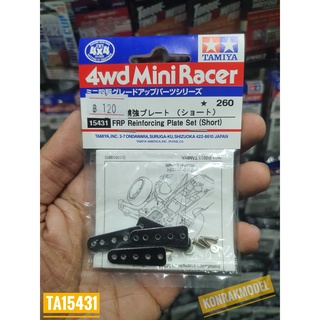 4x4
TAMIYA
4wd Mini Racer
ミニ四駆グレードアップパーツシリーズ
฿ 120
強プレート （ショート）
★ 260
15431 FRP Reinforcing Plate Set (Short)
TAMIYA, INC. 3-7 ONDAWARA, SURUGA-KU, SHIZUOKA 422-8610 JAPAN
TA15431
KONRAKMODEL